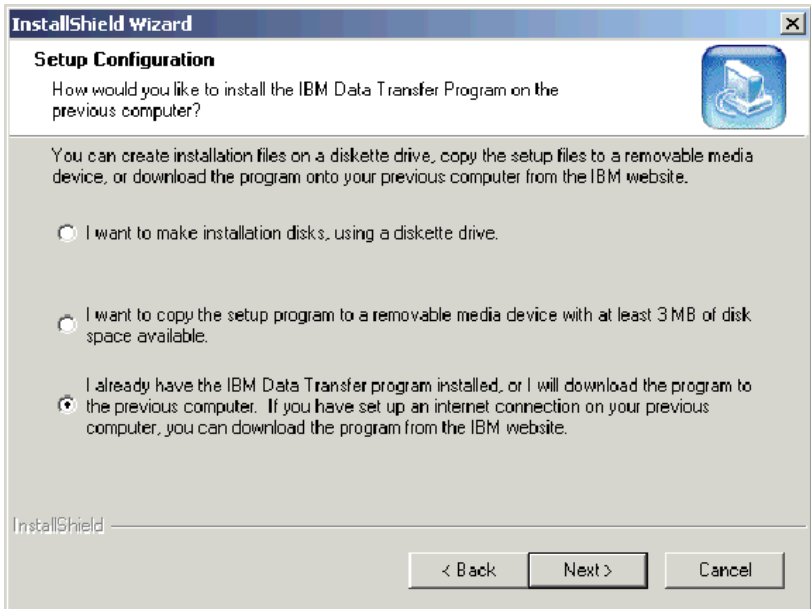 InstallShield Wizard
Setup Configuration
How would you like to install the IBM Data Transfer Program on the
previous computer?
You can create installation files on a diskette drive, copy the setup files to a removable media
device, or download the program onto your previous computer from the IBM website.
I want to make installation disks, using a diskette drive.
I want to copy the setup program to a removable media device with at least 3 MB of disk
space available.
I already have the IBM Data Transfer program installed, or I will download the program to
the previous computer.  If you have set up an internet connection on your previous
computer, you can download the program from the IBM website.
InstallShield
< Back
Next >
Cancel